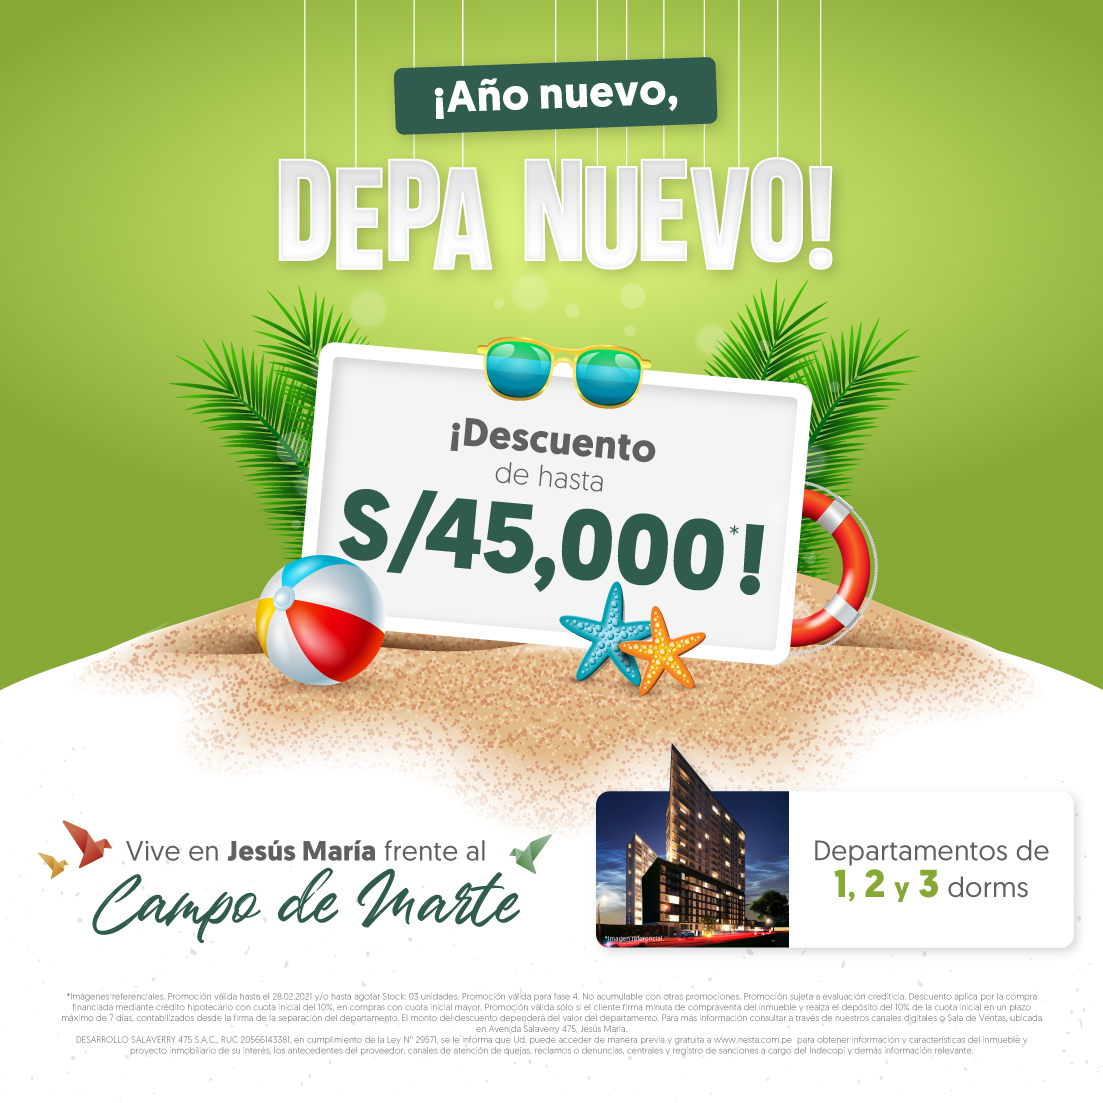 ¡Año nuevo,
DEPA NUEVO!
¡Descuento
de hasta
S/45,000*!
Vive en Jesús María frente al
Campo de Marte
*Imagen referencial.
Departamentos de
1, 2 y 3 dorms
*Imágenes referenciales. Promoción válida hasta el 28.02.2021 y/o hasta agotar Stock: 03 unidades. Promoción válida para fase 4. No acumulable con otras promociones. Promoción sujeta a evaluación crediticia. Descuento aplica por la compra
financiada mediante crédito hipotecario con cuota inicial del 10%, en compras con cuota inicial mayor. Promoción válida sólo si el cliente firma minuta de compraventa del inmueble y realza el depósito del 10% de la cuota inicial en un plazo
máximo de 7 días, contabilizados desde la firma de la separación del departamento. El monto del descuento dependerá del valor del departamento. Para más información consultar a través de nuestros canales digitales o Sala de Ventas, ubicada
en Avenida Salaverry 475, Jesús María.
DESARROLLO SALAVERRY 475 S.A.C., RUC 20566143381, en cumplimiento de la Ley N° 29571, se le informa que Ud. puede acceder de manera previa y gratuita a www.nesta.com.pe para obtener información y características del inmueble y
proyecto inmobiliario de su interés, los antecedentes del proveedor, canales de atención de quejas, reclamos o denuncias, centrales y registro de sanciones a cargo del Indecopi y demás información relevante.